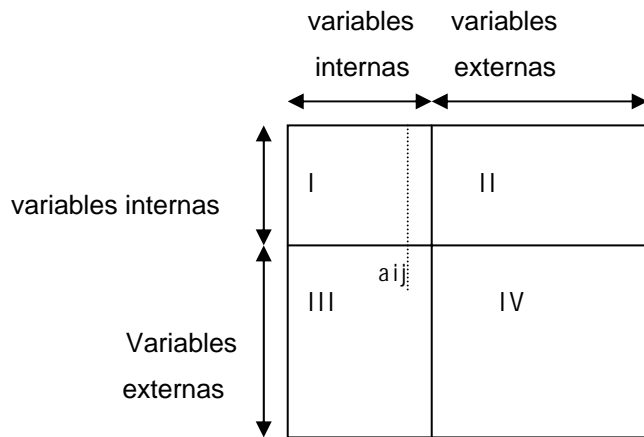 variables
internas
variables
externas
variables internas
I
II
aij
III
IV
Variables
externas